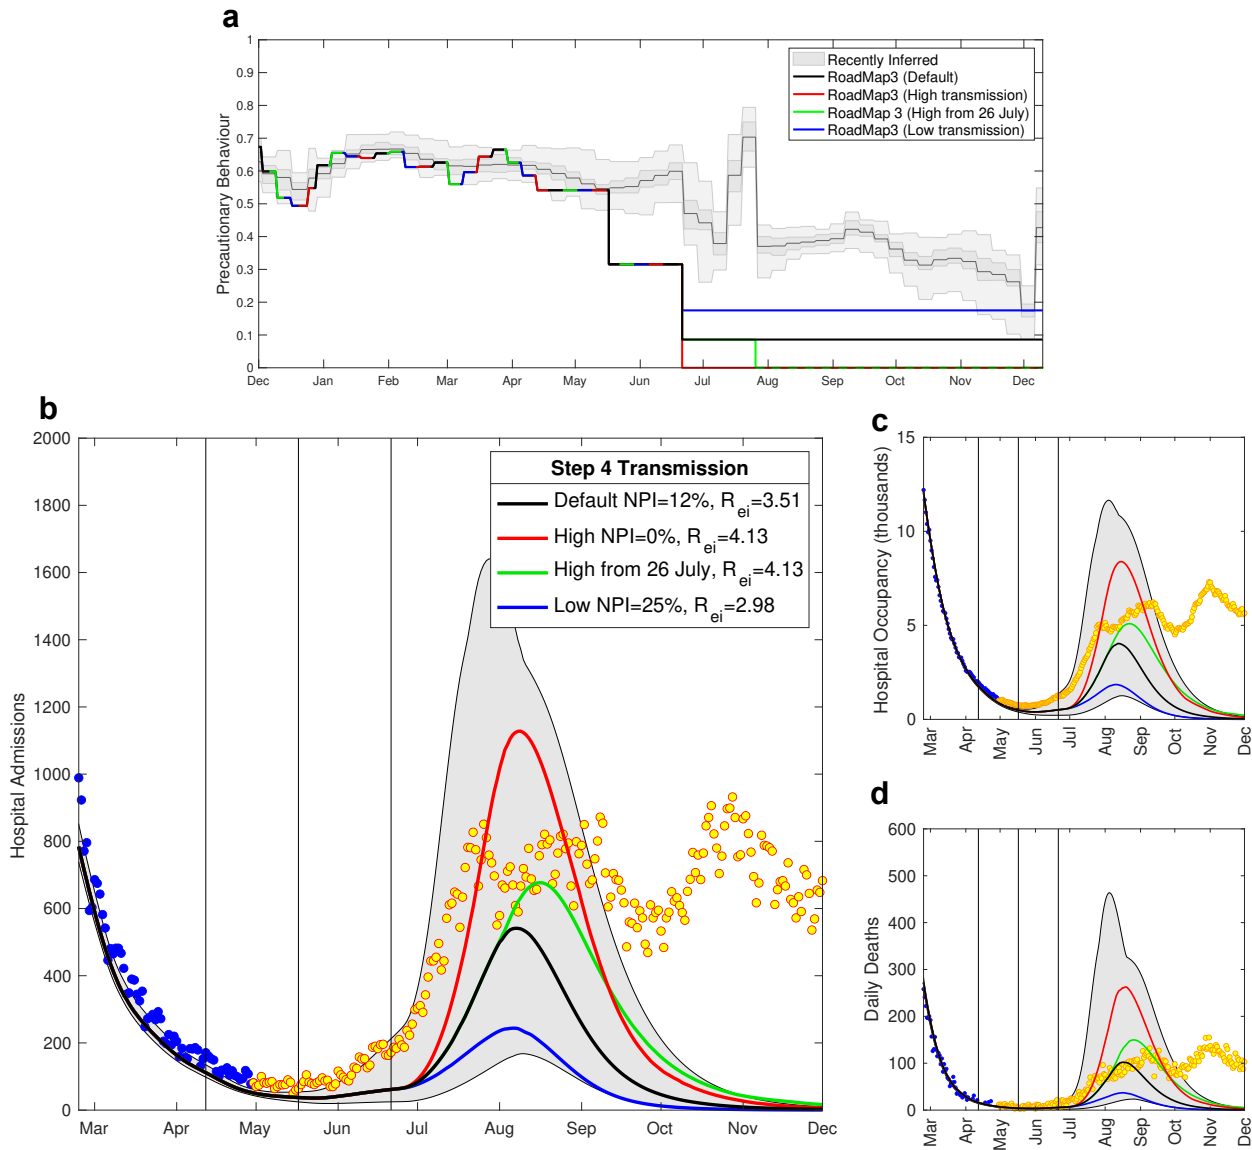 a
1
0.9
0.8
0.7
0.6
0.5
0.4
0.3
0.2
0.1
0
Precautionary Behaviour
Dec Jan Feb Mar Apr May Jun Jul Aug Sep Oct Nov Dec
Recently Inferred
RoadMap3 (Default)
RoadMap3 (High transmission)
RoadMap 3 (High from 26 July)
RoadMap3 (Low transmission)
b
2000
1800
1600
1400
1200
1000
800
600
400
200
0
Hospital Admissions
Mar Apr May Jun Jul Aug Sep Oct Nov Dec
Step 4 Transmission
Default NPI=12%, R_ei=3.51
High NPI=0%, R_ei=4.13
High from 26 July, R_ei=4.13
Low NPI=25%, R_ei=2.98
c
15
10
5
0
Hospital Occupancy (thousands)
Mar Apr May Jun Jul Aug Sep Oct Nov Dec
d
600
500
400
300
200
100
0
Daily Deaths
Mar Apr May Jun Jul Aug Sep Oct Nov Dec